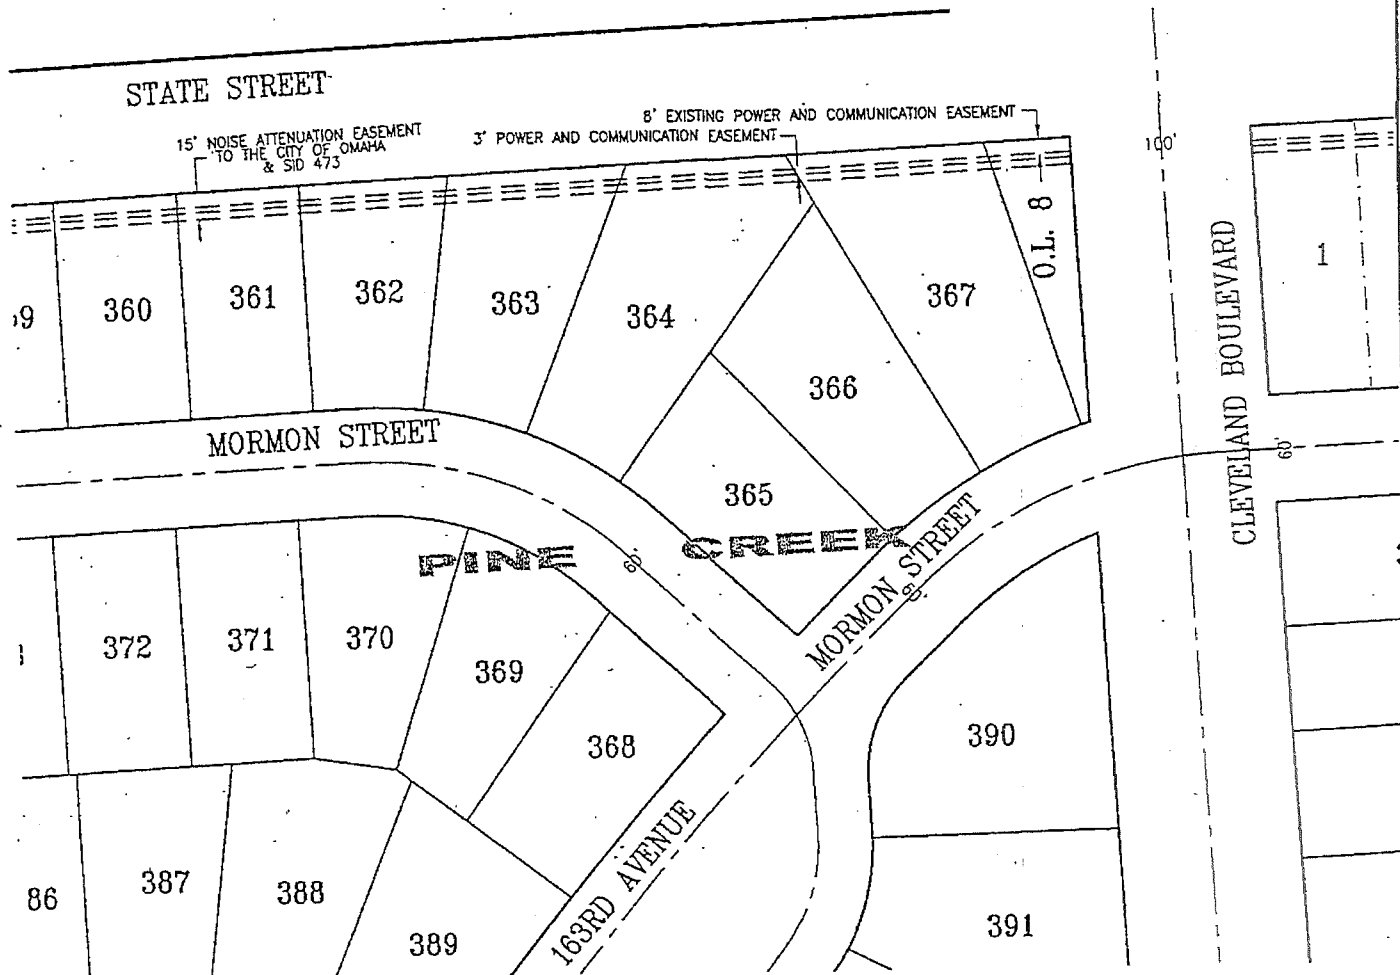 STATE STREET
15' NOISE ATTENUATION EASEMENT
TO THE CITY OF OMAHA
& SID 473
3' POWER AND COMMUNICATION EASEMENT
8' EXISTING POWER AND COMMUNICATION EASEMENT
100'
360
361
362
363
364
366
367
O.L. 8
1
CLEVELAND BOULEVARD
MORMON STREET
365
60'
PINE CREEK
60'
MORMON STREET
60'
372
371
370
369
368
390
163RD AVENUE
86
387
388
389
391